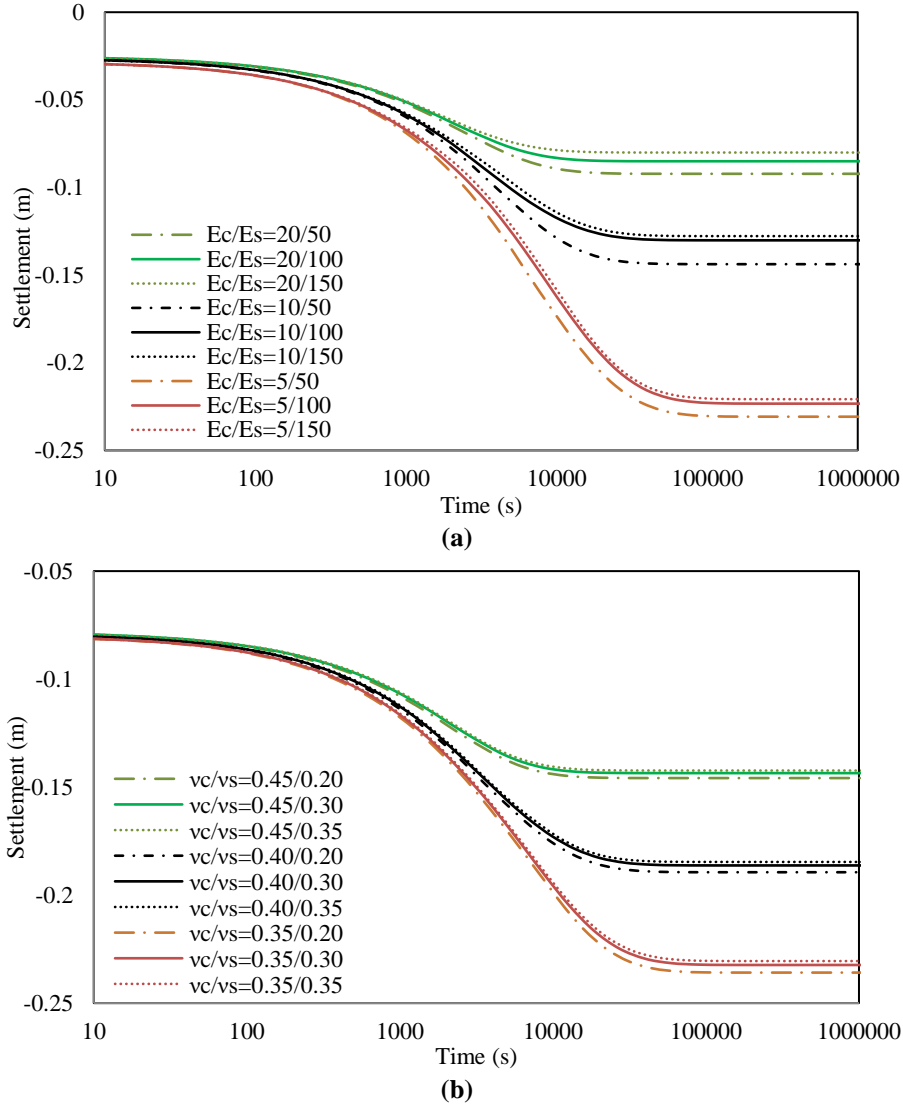 0
-0.05
-0.1
-0.15
-0.2
-0.25
Settlement (m)
Ec/Es=20/50
Ec/Es=20/100
Ec/Es=20/150
Ec/Es=10/50
Ec/Es=10/100
Ec/Es=10/150
Ec/Es=5/50
Ec/Es=5/100
Ec/Es=5/150
10 100 1000 10000 100000 1000000
Time (s)
(a)
-0.05
-0.1
-0.15
-0.2
-0.25
Settlement (m)
νc/νs=0.45/0.20
νc/νs=0.45/0.30
νc/νs=0.45/0.35
νc/νs=0.40/0.20
νc/νs=0.40/0.30
νc/νs=0.40/0.35
νc/νs=0.35/0.20
νc/νs=0.35/0.30
νc/νs=0.35/0.35
10 100 1000 10000 100000 1000000
Time (s)
(b)